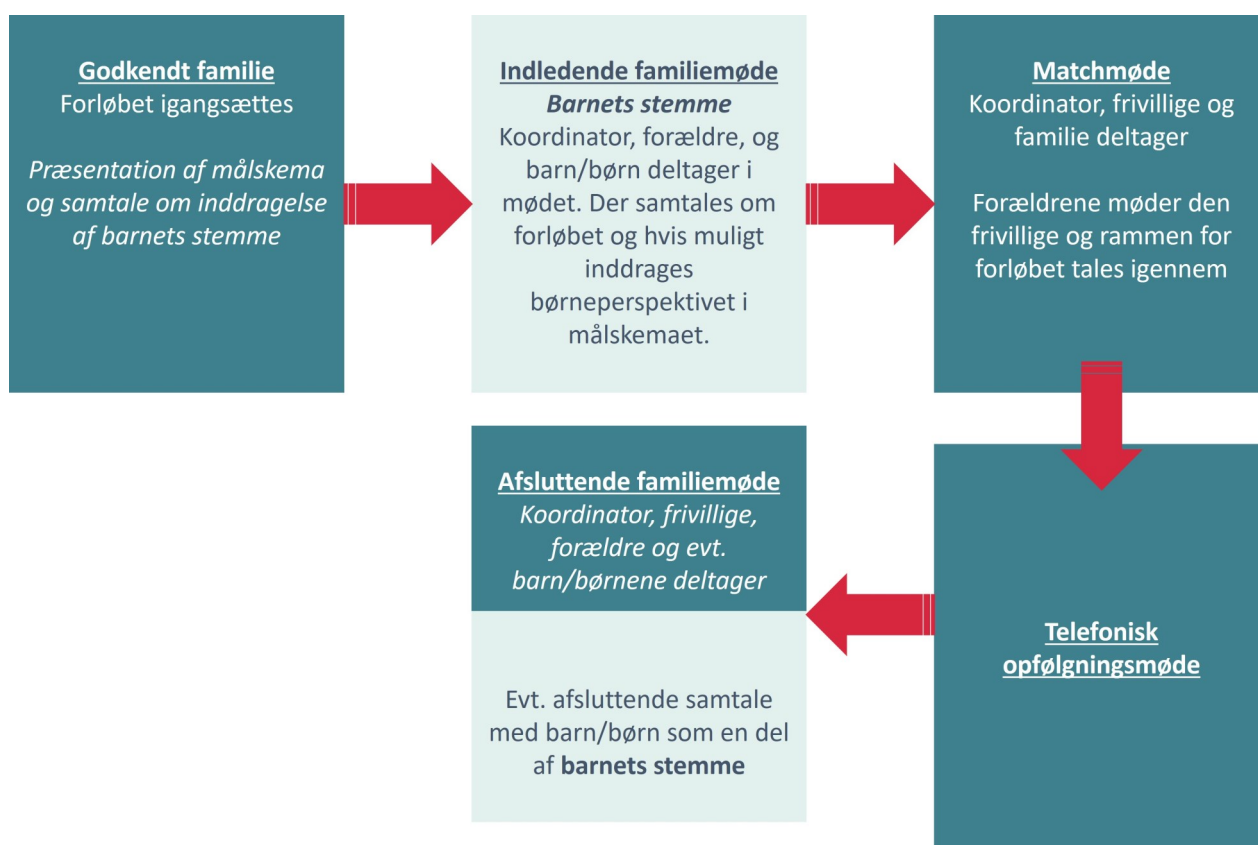 Godkendt familie
Forløbet igangsættes
Præsentation af målskema
og samtale om inddragelse
af barnets stemme
Indledende familiemøde
Barnets stemme
Koordinator, forældre, og
barn/børn deltager i
mødet. Der samtales om
forløbet og hvis muligt
inddrages
børneperspektivet i
målskemaet.
Matchmøde
Koordinator, frivillige og
familie deltager
Forældrene møder den
frivillige og rammen for
forløbet tales igennem
Telefonisk
opfølgningsmøde
Afsluttende familiemøde
Koordinator, frivillige,
forældre og evt.
barn/børnene deltager
Evt. afsluttende samtale
med barn/børn som en del
af barnets stemme